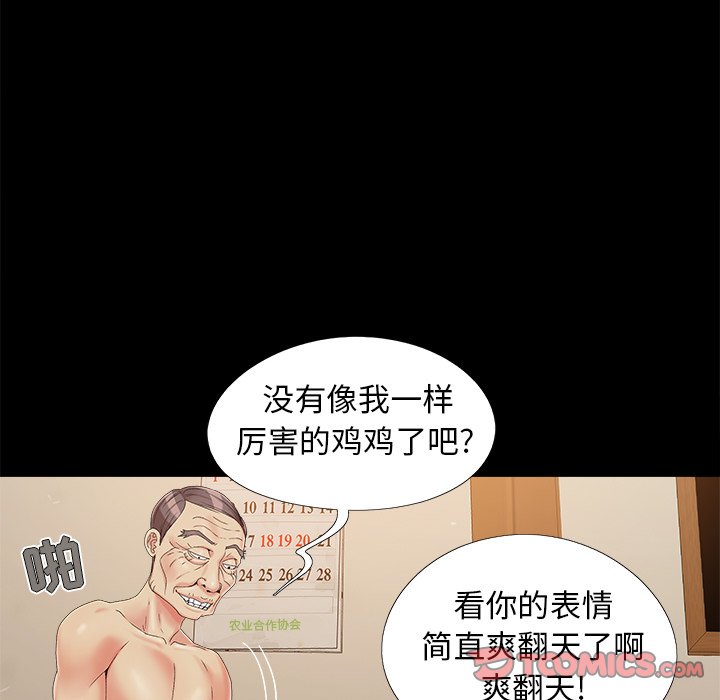 没有像我一样
厉害的鸡鸡了吧?
10 11 12 13 14
17 18 19 20 21
24 25 26 27 28
啪
农业合作协会
看你的表情
简直爽翻天了啊
爽翻天!
TOMICS.COM